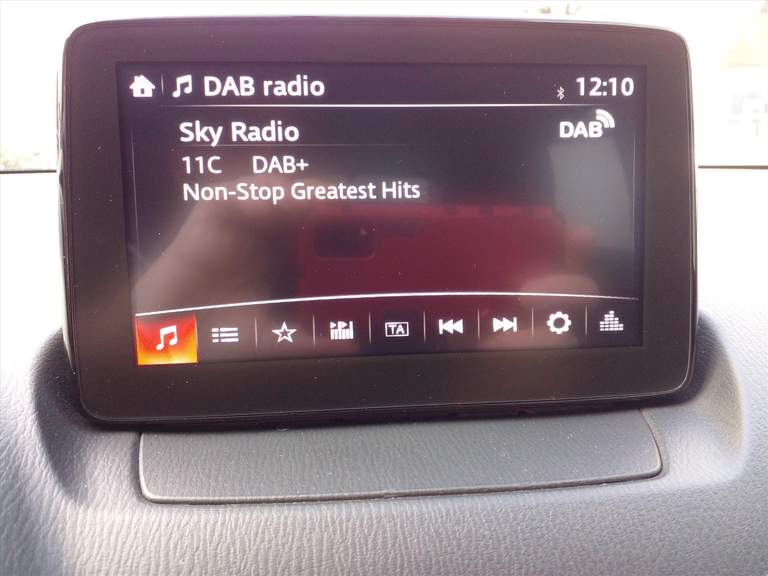 DAB radio 12:10
Sky Radio DAB
11C DAB+
Non-Stop Greatest Hits
TA